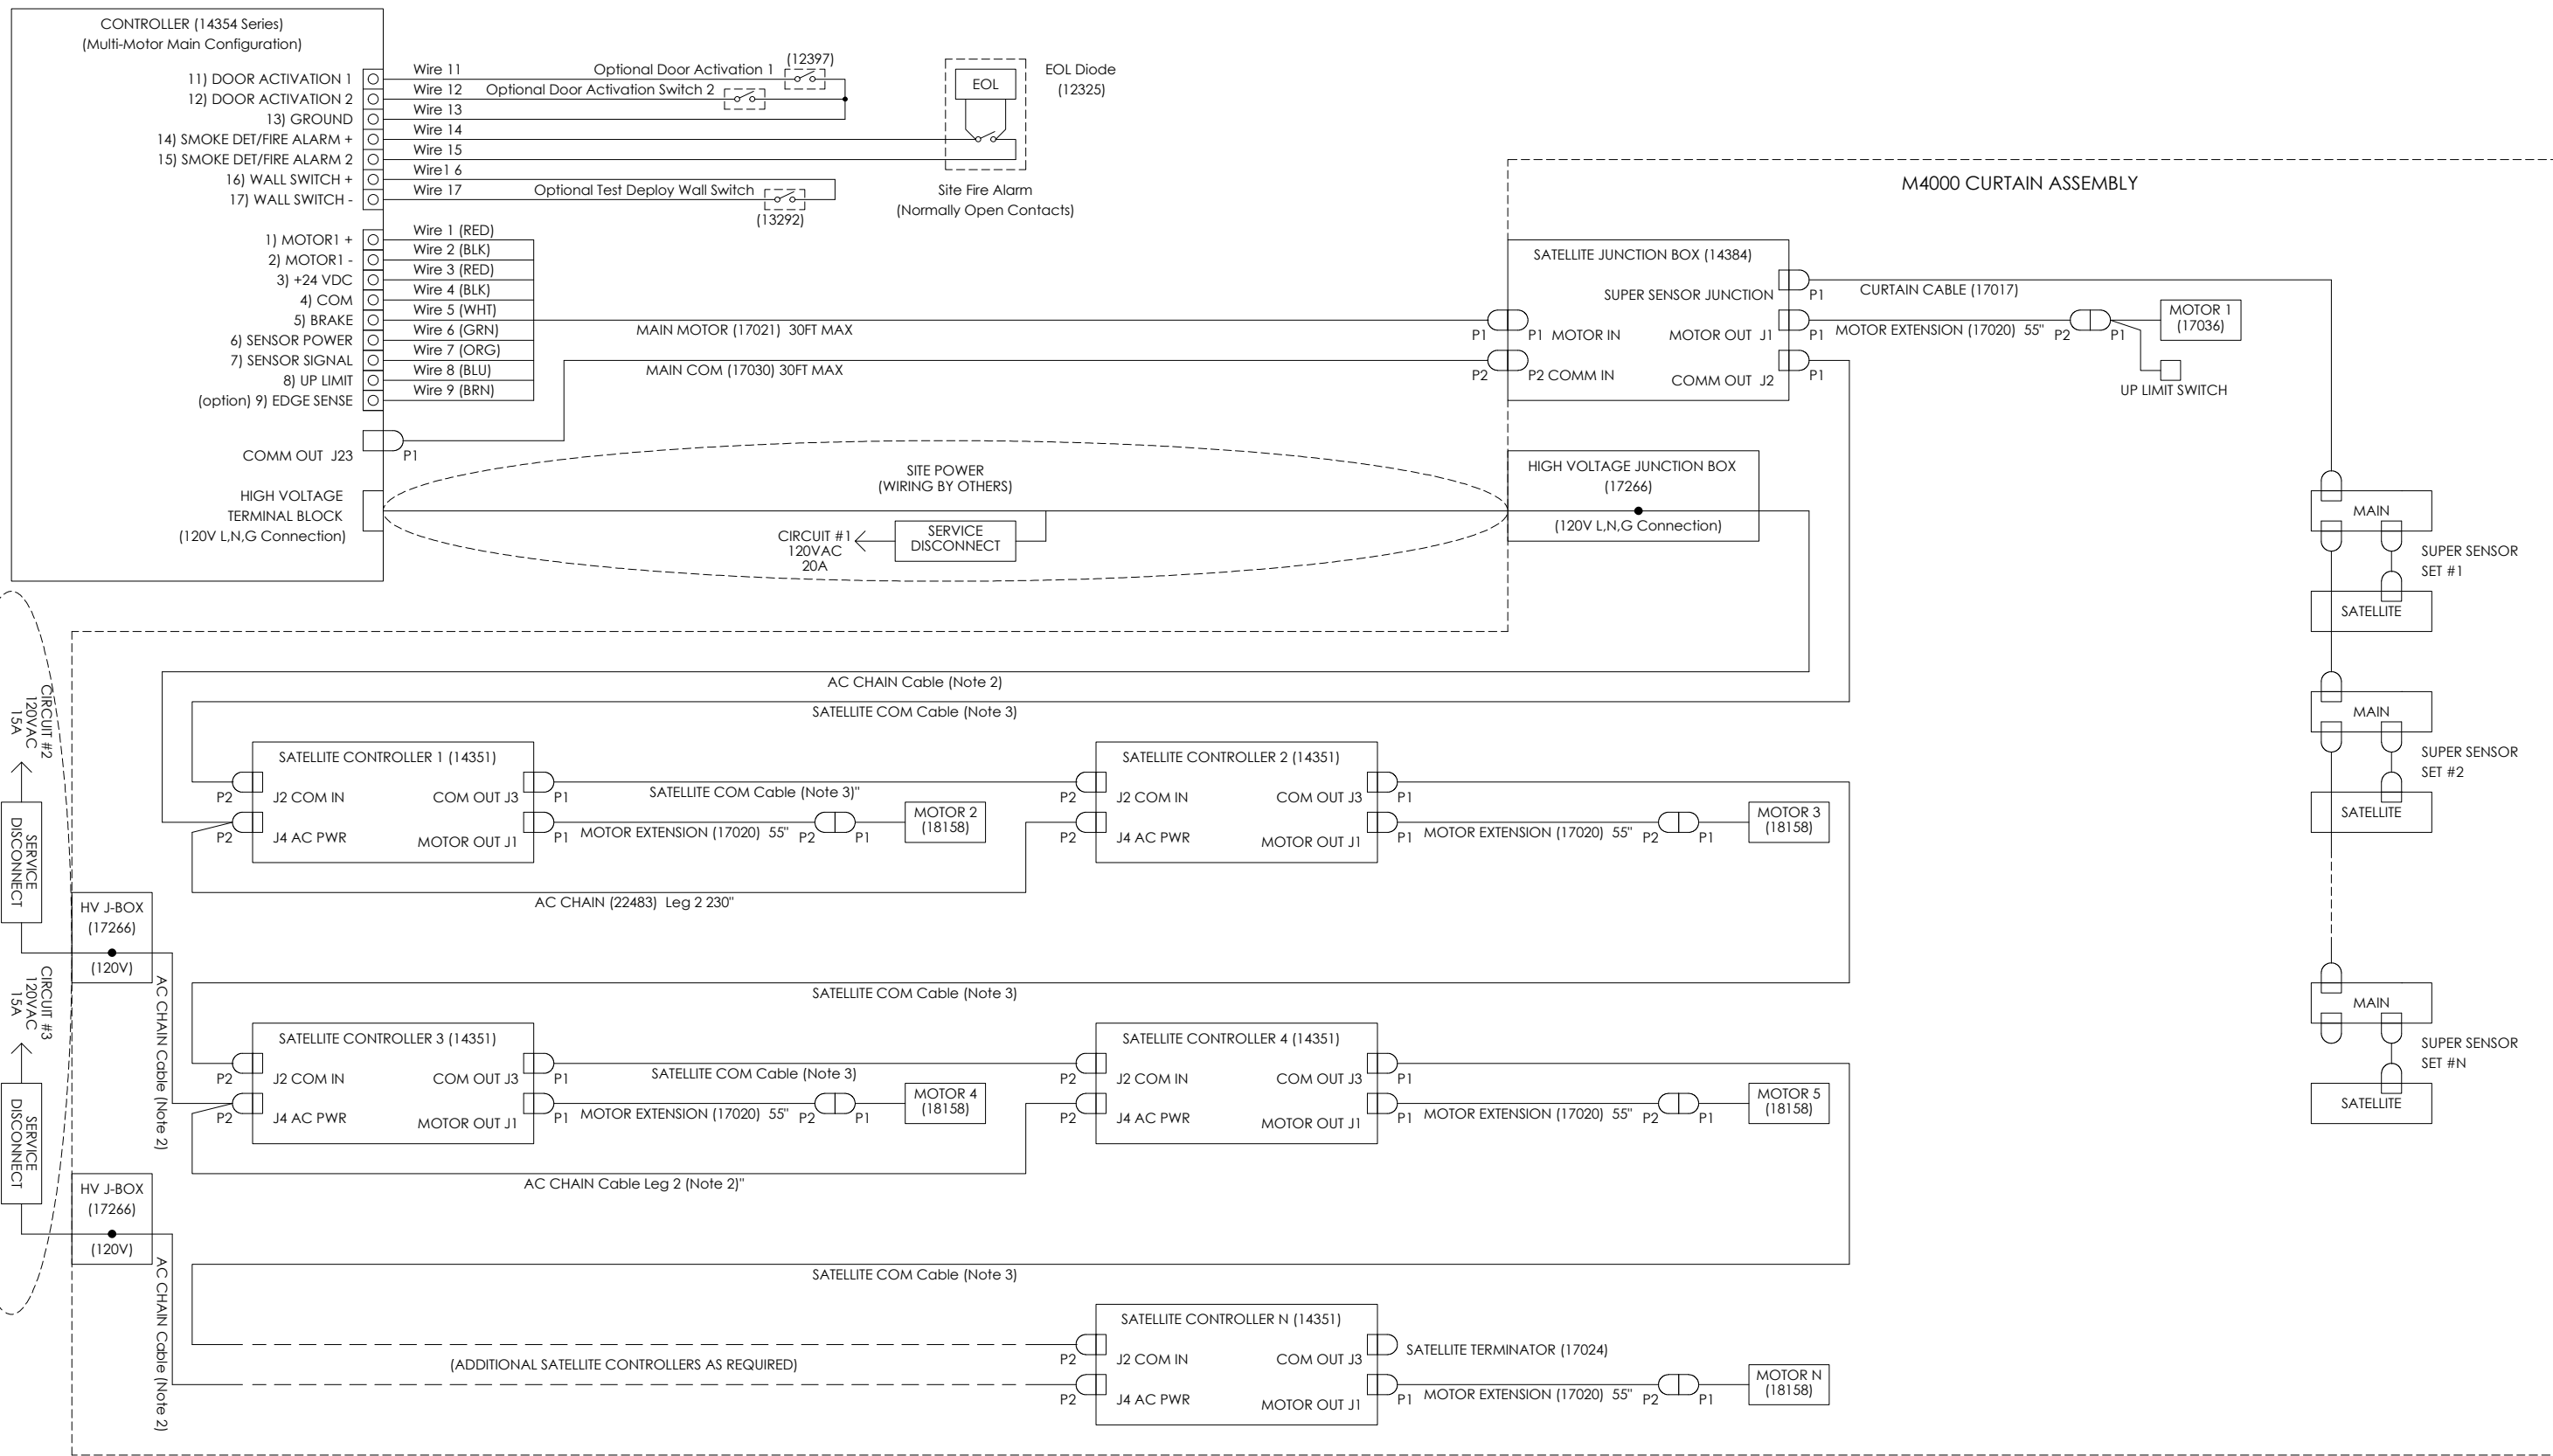 CONTROLLER (14354 Series)
(Multi-Motor Main Configuration)
11) DOOR ACTIVATION 1
12) DOOR ACTIVATION 2
13) GROUND
14) SMOKE DET/FIRE ALARM +
15) SMOKE DET/FIRE ALARM 2
16) WALL SWITCH +
17) WALL SWITCH -
1) MOTOR1 +
2) MOTOR1 -
3) +24 VDC
4) COM
5) BRAKE
6) SENSOR POWER
7) SENSOR SIGNAL
8) UP LIMIT
(option) 9) EDGE SENSE
COMM OUT J23
P1
HIGH VOLTAGE
TERMINAL BLOCK
(120V L,N,G Connection)
Wire 11
Optional Door Activation 1
(12397)
Wire 12
Optional Door Activation Switch 2
Wire 13
Wire 14
Wire 15
Wire1 6
Wire 17
Optional Test Deploy Wall Switch
(13292)
EOL
EOL Diode
(12325)
Site Fire Alarm
(Normally Open Contacts)
Wire 1 (RED)
Wire 2 (BLK)
Wire 3 (RED)
Wire 4 (BLK)
Wire 5 (WHT)
Wire 6 (GRN)
Wire 7 (ORG)
Wire 8 (BLU)
Wire 9 (BRN)
MAIN MOTOR (17021) 30FT MAX
MAIN COM (17030) 30FT MAX
SITE POWER
(WIRING BY OTHERS)
CIRCUIT #1
120VAC
20A
SERVICE
DISCONNECT
M4000 CURTAIN ASSEMBLY
SATELLITE JUNCTION BOX (14384)
SUPER SENSOR JUNCTION
P1
P1
P1 MOTOR IN
MOTOR OUT J1
P1
P2
P2 COMM IN
COMM OUT J2
P1
CURTAIN CABLE (17017)
MOTOR EXTENSION (17020) 55"
P2
P1
MOTOR 1
(17036)
UP LIMIT SWITCH
HIGH VOLTAGE JUNCTION BOX
(17266)
(120V L,N,G Connection)
MAIN
SUPER SENSOR
SET #1
SATELLITE
MAIN
SUPER SENSOR
SET #2
SATELLITE
MAIN
SUPER SENSOR
SET #N
SATELLITE
AC CHAIN Cable (Note 2)
SATELLITE COM Cable (Note 3)
CIRCUIT #2
120VAC
15A
SERVICE
DISCONNECT
HV J-BOX
(17266)
(120V)
AC CHAIN Cable (Note 2)
SATELLITE CONTROLLER 1 (14351)
P2
J2 COM IN
COM OUT J3
P1
P2
J4 AC PWR
MOTOR OUT J1
P1
SATELLITE COM Cable (Note 3)"
MOTOR EXTENSION (17020) 55"
P2
P1
MOTOR 2
(18158)
SATELLITE CONTROLLER 2 (14351)
P2
J2 COM IN
COM OUT J3
P1
P2
J4 AC PWR
MOTOR OUT J1
P1
MOTOR EXTENSION (17020) 55"
P2
P1
MOTOR 3
(18158)
AC CHAIN (22483) Leg 2 230"
SATELLITE COM Cable (Note 3)
CIRCUIT #3
120VAC
15A
SERVICE
DISCONNECT
HV J-BOX
(17266)
(120V)
AC CHAIN Cable (Note 2)
SATELLITE CONTROLLER 3 (14351)
P2
J2 COM IN
COM OUT J3
P1
P2
J4 AC PWR
MOTOR OUT J1
P1
SATELLITE COM Cable (Note 3)
MOTOR EXTENSION (17020) 55"
P2
P1
MOTOR 4
(18158)
SATELLITE CONTROLLER 4 (14351)
P2
J2 COM IN
COM OUT J3
P1
P2
J4 AC PWR
MOTOR OUT J1
P1
MOTOR EXTENSION (17020) 55"
P2
P1
MOTOR 5
(18158)
AC CHAIN Cable Leg 2 (Note 2)"
SATELLITE COM Cable (Note 3)
(ADDITIONAL SATELLITE CONTROLLERS AS REQUIRED)
SATELLITE CONTROLLER N (14351)
P2
J2 COM IN
COM OUT J3
SATELLITE TERMINATOR (17024)
P2
J4 AC PWR
MOTOR OUT J1
P1
MOTOR EXTENSION (17020) 55"
P2
P1
MOTOR N
(18158)